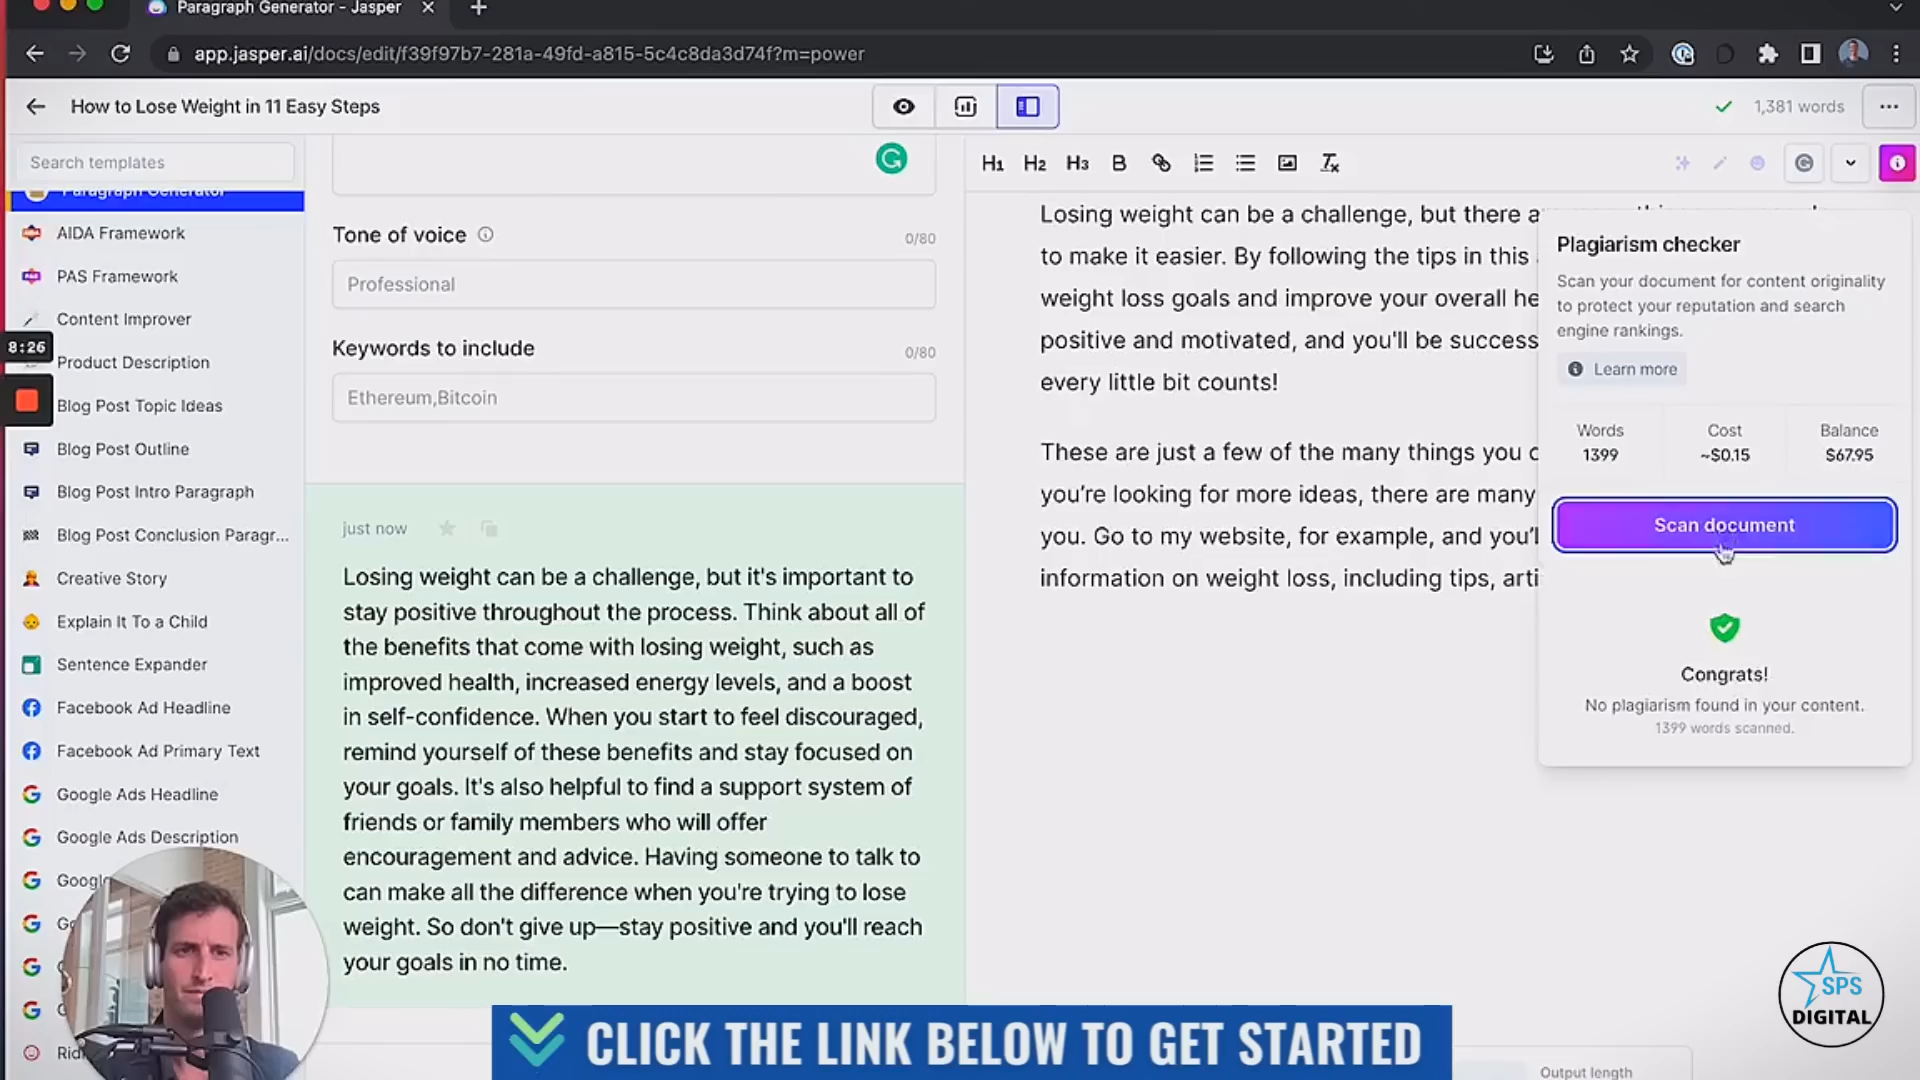 Paragraph Generator - Jasper
app.jasper.ai/docs/edit/f39f97b7-281a-49fd-a815-5c4c8da3d74f?m=power
How to Lose Weight in 11 Easy Steps
1,381 words
Search templates
Paragraph Generator
AIDA Framework
PAS Framework
Content Improver
8:26
Product Description
Blog Post Topic Ideas
Blog Post Outline
Blog Post Intro Paragraph
Blog Post Conclusion Paragr...
Creative Story
Explain It To a Child
Sentence Expander
Facebook Ad Headline
Facebook Ad Primary Text
Google Ads Headline
Google Ads Description
Tone of voice
0/80
Professional
Keywords to include
0/80
Ethereum,Bitcoin
just now
Losing weight can be a challenge, but it's important to
stay positive throughout the process. Think about all of
the benefits that come with losing weight, such as
improved health, increased energy levels, and a boost
in self-confidence. When you start to feel discouraged,
remind yourself of these benefits and stay focused on
your goals. It's also helpful to find a support system of
friends or family members who will offer
encouragement and advice. Having someone to talk to
can make all the difference when you're trying to lose
weight. So don't give up—stay positive and you'll reach
your goals in no time.
H1 H2 H3 B
Losing weight can be a challenge, but there
to make it easier. By following the tips in this
weight loss goals and improve your overall he
positive and motivated, and you'll be success
every little bit counts!
These are just a few of the many things you
you're looking for more ideas, there are many
you. Go to my website, for example, and you'l
information on weight loss, including tips, arti
Plagiarism checker
Scan your document for content originality
to protect your reputation and search
engine rankings.
Learn more
Words Cost Balance
1399 ~$0.15 $67.95
Scan document
Congrats!
No plagiarism found in your content.
1399 words scanned.
Output length
SPS
DIGITAL
CLICK THE LINK BELOW TO GET STARTED